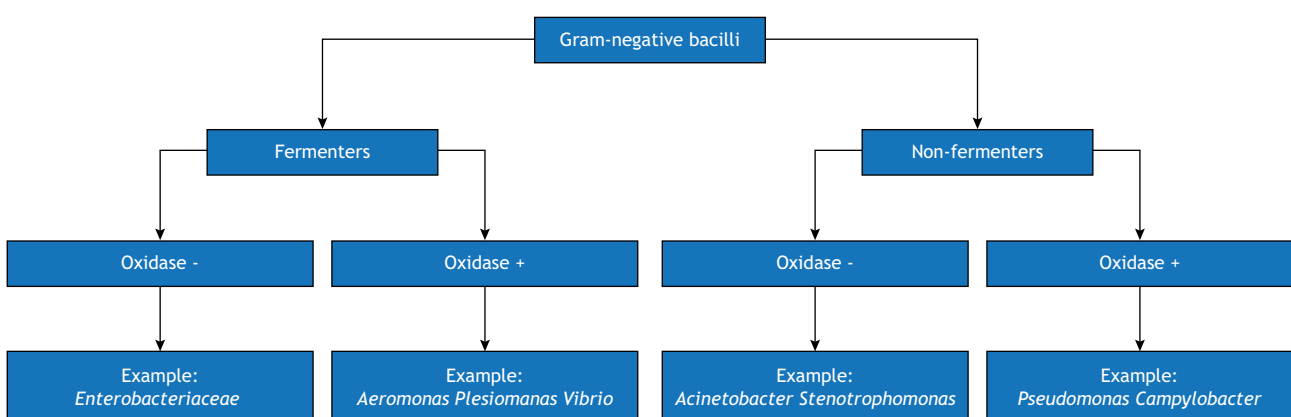 Gram-negative bacilli
Fermenters
Non-fermenters
Oxidase -
Oxidase +
Oxidase -
Oxidase +
Example:
Enterobacteriaceae
Example:
Aeromonas Plesiomanas Vibrio
Example:
Acinetobacter Stenotrophomonas
Example:
Pseudomonas Campylobacter